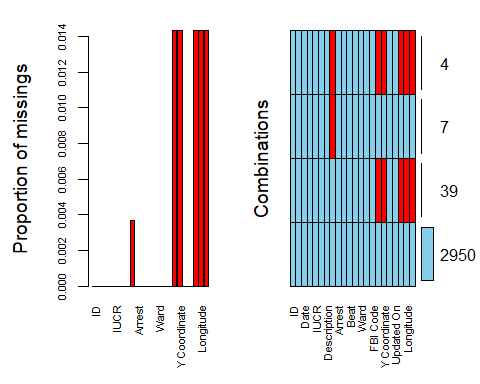 Proportion of missings
0.000
0.002
0.004
0.006
0.008
0.010
0.012
0.014
ID
IUCR
Arrest
Ward
Y Coordinate
Longitude
Combinations
4
7
39
2950
ID
Date
IUCR
Description
Arrest
Beat
Ward
FBI Code
Y Coordinate
Updated On
Longitude